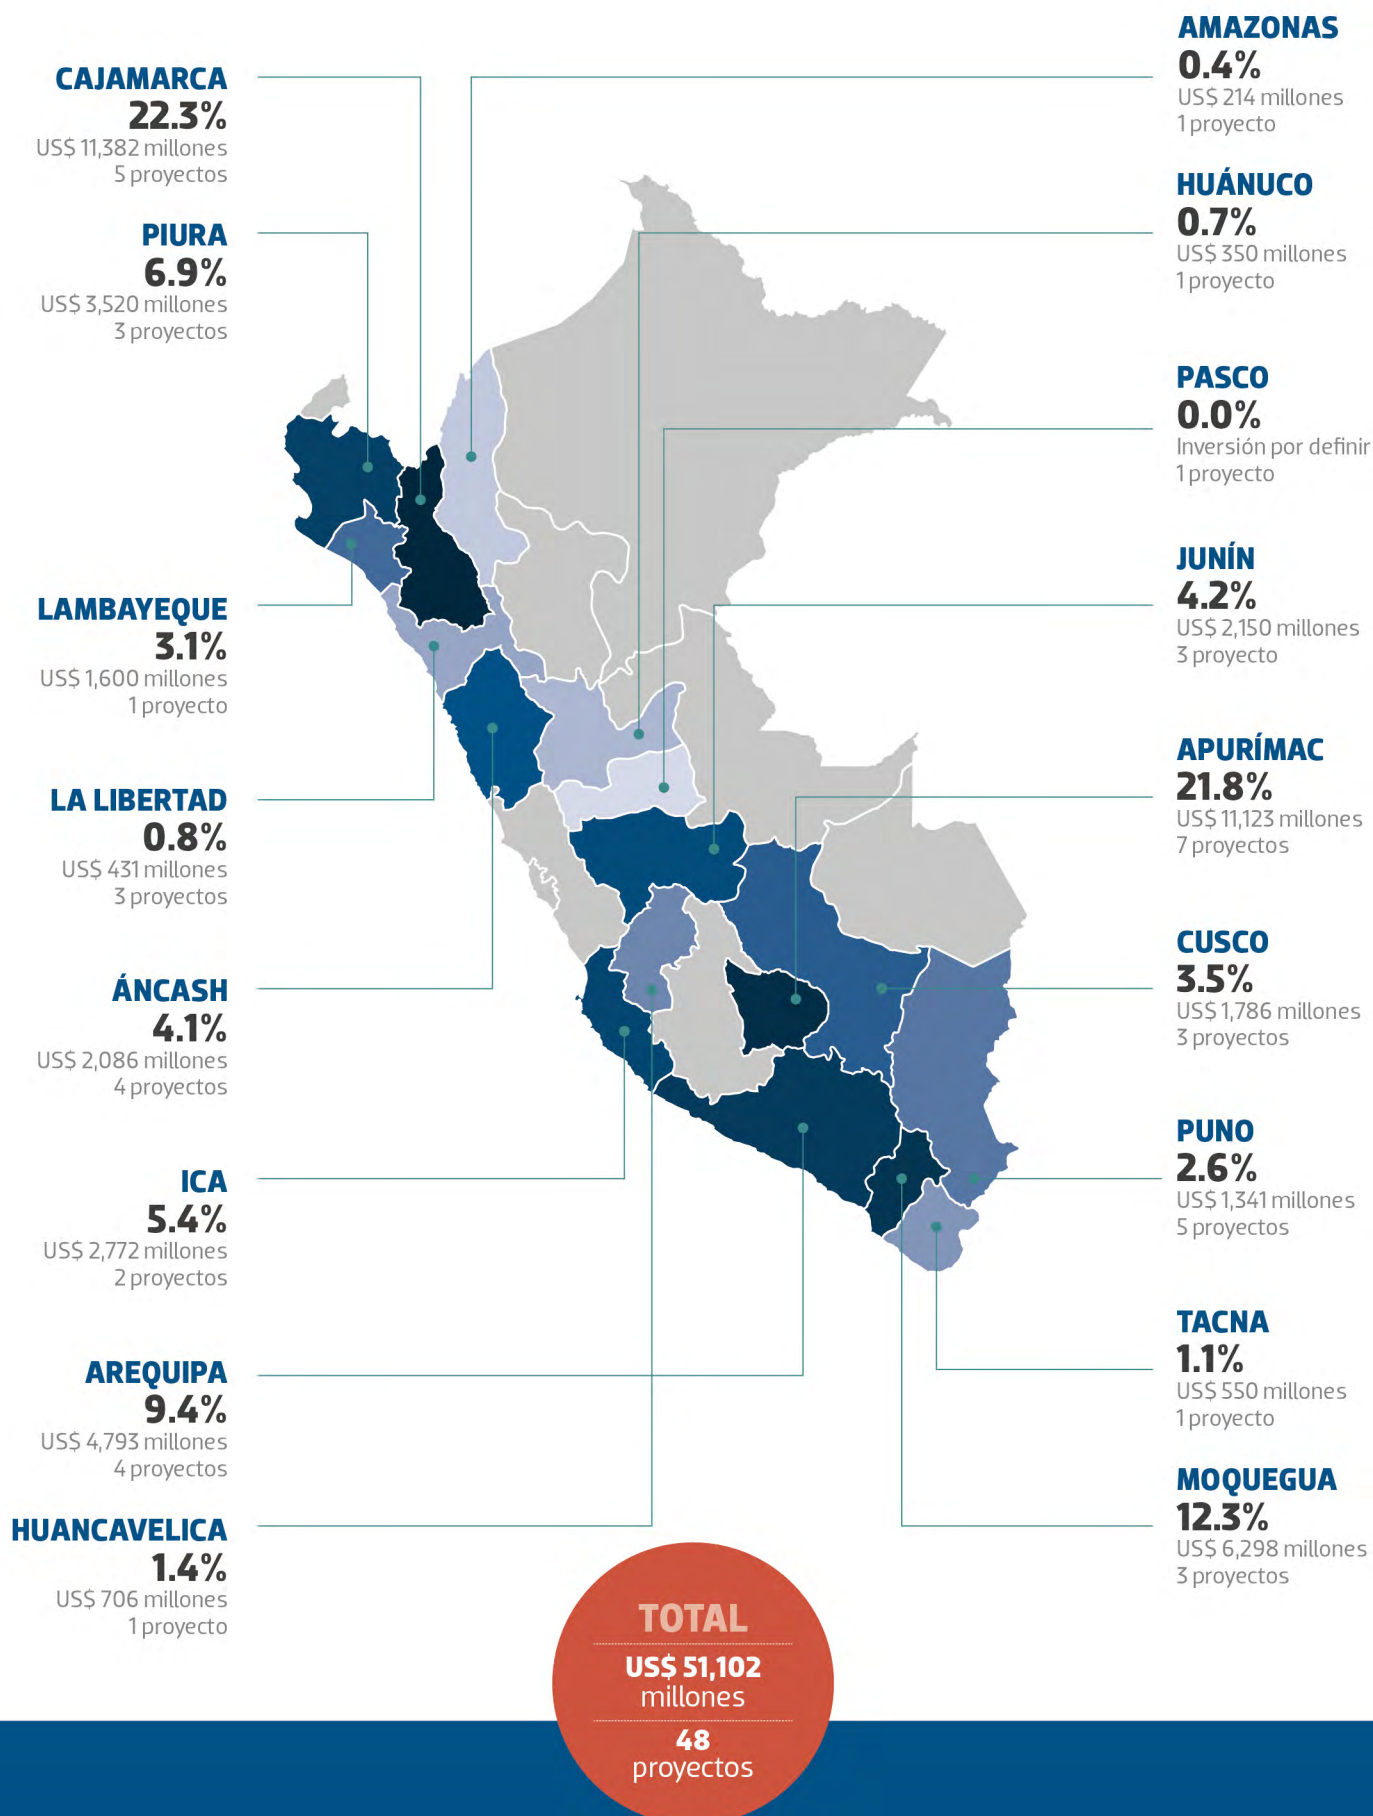 CAJAMARCA
22.3%
US$ 11,382 millones
5 proyectos
PIURA
6.9%
US$ 3,520 millones
3 proyectos
LAMBAYEQUE
3.1%
US$ 1,600 millones
1 proyecto
LA LIBERTAD
0.8%
US$ 431 millones
3 proyectos
ÁNCASH
4.1%
US$ 2,086 millones
4 proyectos
ICA
5.4%
US$ 2,772 millones
2 proyectos
AREQUIPA
9.4%
US$ 4,793 millones
4 proyectos
HUANCAVELICA
1.4%
US$ 706 millones
1 proyecto
AMAZONAS
0.4%
US$ 214 millones
1 proyecto
HUÁNUCO
0.7%
US$ 350 millones
1 proyecto
PASCO
0.0%
Inversión por definir
1 proyecto
JUNÍN
4.2%
US$ 2,150 millones
3 proyecto
APURÍMAC
21.8%
US$ 11,123 millones
7 proyectos
CUSCO
3.5%
US$ 1,786 millones
3 proyectos
PUNO
2.6%
US$ 1,341 millones
5 proyectos
TACNA
1.1%
US$ 550 millones
1 proyecto
MOQUEGUA
12.3%
US$ 6,298 millones
3 proyectos
TOTAL
US$ 51,102
millones
48
proyectos